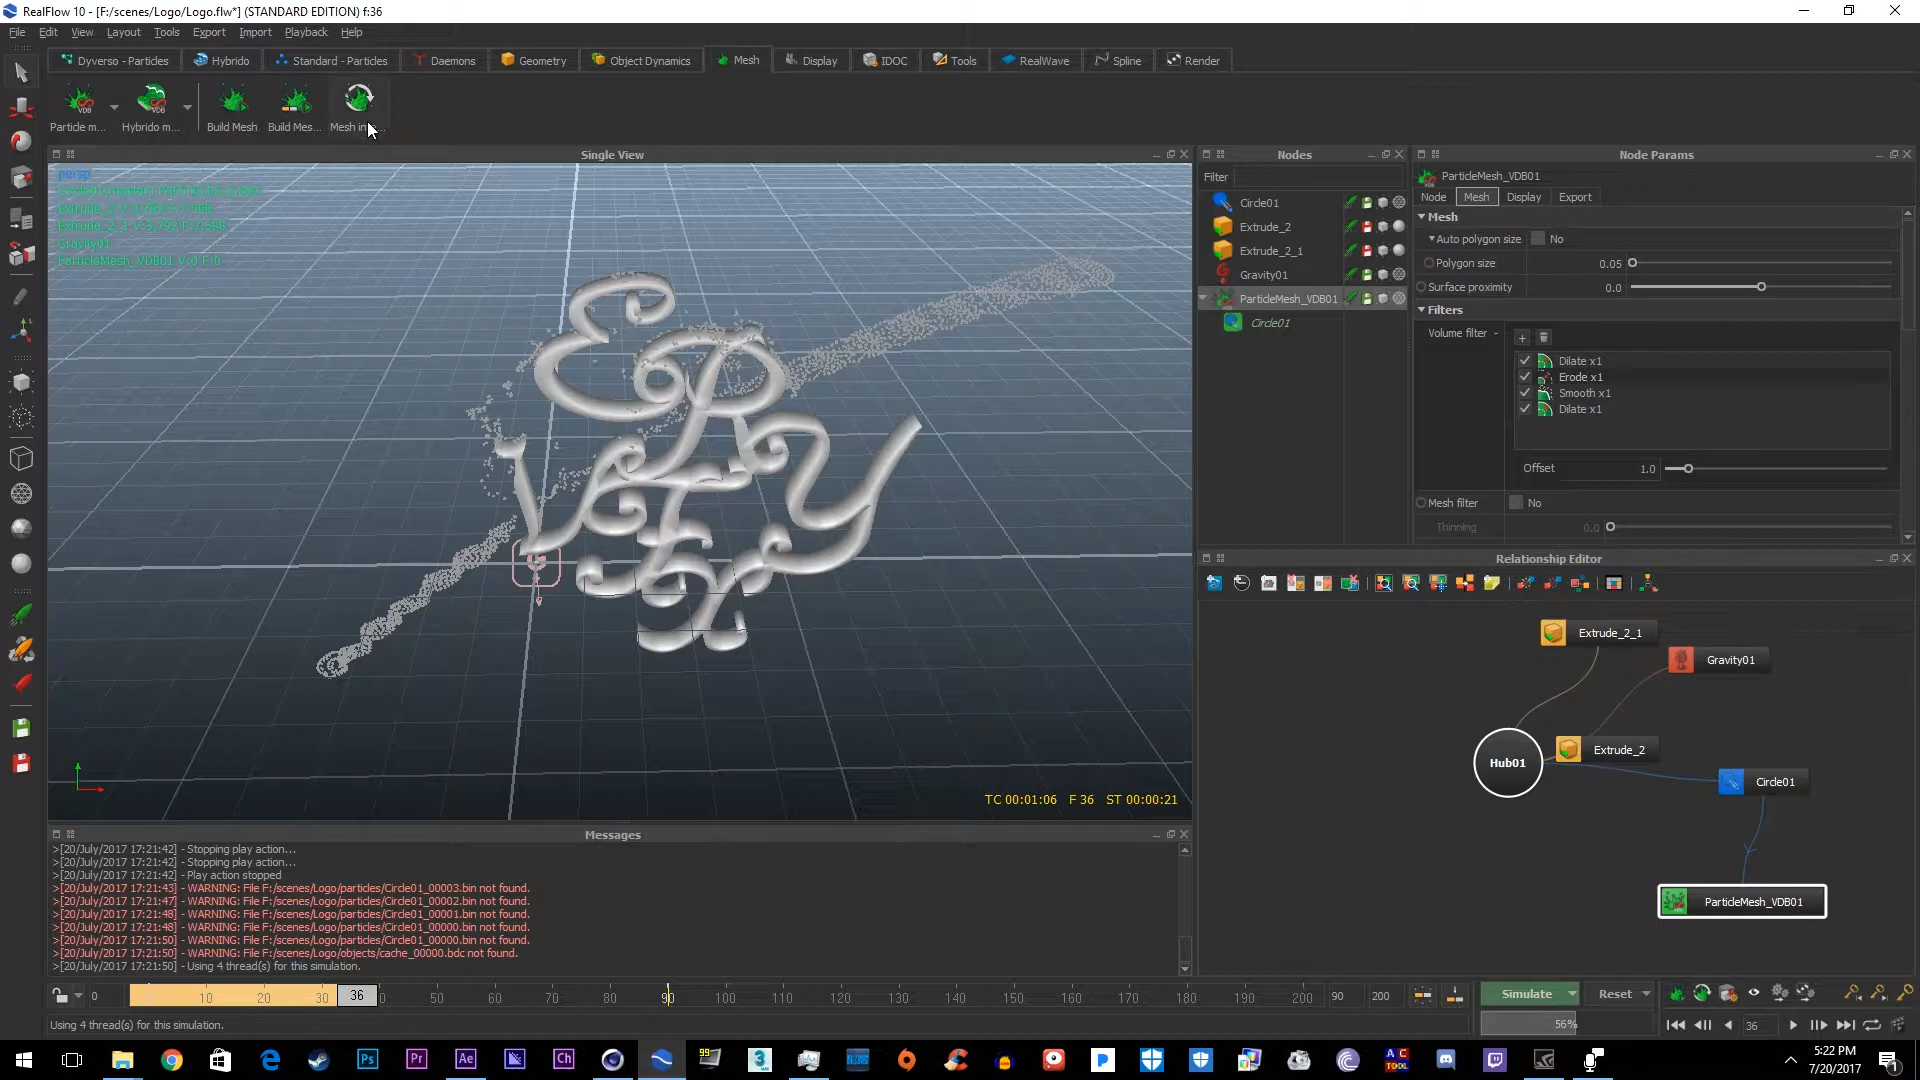 RealFlow 10 - [F:/scenes/Logo/Logo.flw*] (STANDARD EDITION) f:36
File Edit View Layout Tools Export Import Playback Help
Dyverso - Particles Hybrido Standard - Particles Daemons Geometry Object Dynamics Mesh Display IDOC Tools RealWave Spline Render
Particle m... Hybrido m... Build Mesh Build Mes... Mesh in
Single View
persp
Gravity01
ParticleMesh_VDB01 V:0 F:0
TC 00:01:06 F 36 ST 00:00:21
Nodes
Filter
Circle01
Extrude_2
Extrude_2_1
Gravity01
ParticleMesh_VDB01
Circle01
Node Params
ParticleMesh_VDB01
Node Mesh Display Export
Mesh
Auto polygon size No
Polygon size 0.05
Surface proximity 0.0
Filters
Volume filter -
Dilate x1
Erode x1
Smooth x1
Dilate x1
Offset 1.0
Mesh filter No
Thinning 0.0
Relationship Editor
Extrude_2_1
Gravity01
Extrude_2
Hub01
Circle01
ParticleMesh_VDB01
Messages
>[20/July/2017 17:21:42] - Stopping play action...
>[20/July/2017 17:21:42] - Stopping play action...
>[20/July/2017 17:21:42] - Play action stopped
>[20/July/2017 17:21:43] - WARNING: File F:/scenes/Logo/particles/Circle01_00003.bin not found.
>[20/July/2017 17:21:47] - WARNING: File F:/scenes/Logo/particles/Circle01_00002.bin not found.
>[20/July/2017 17:21:48] - WARNING: File F:/scenes/Logo/particles/Circle01_00001.bin not found.
>[20/July/2017 17:21:48] - WARNING: File F:/scenes/Logo/particles/Circle01_00000.bin not found.
>[20/July/2017 17:21:50] - WARNING: File F:/scenes/Logo/particles/Circle01_00000.bin not found.
>[20/July/2017 17:21:50] - WARNING: File F:/scenes/Logo/objects/cache_00000.bdc not found.
>[20/July/2017 17:21:50] - Using 4 thread(s) for this simulation.
0 10 20 30 36 0 50 60 70 80 90 100 110 120 130 140 150 160 170 180 190 200 90 200
Simulate Reset
Using 4 thread(s) for this simulation.
56% 36
5:22 PM
7/20/2017